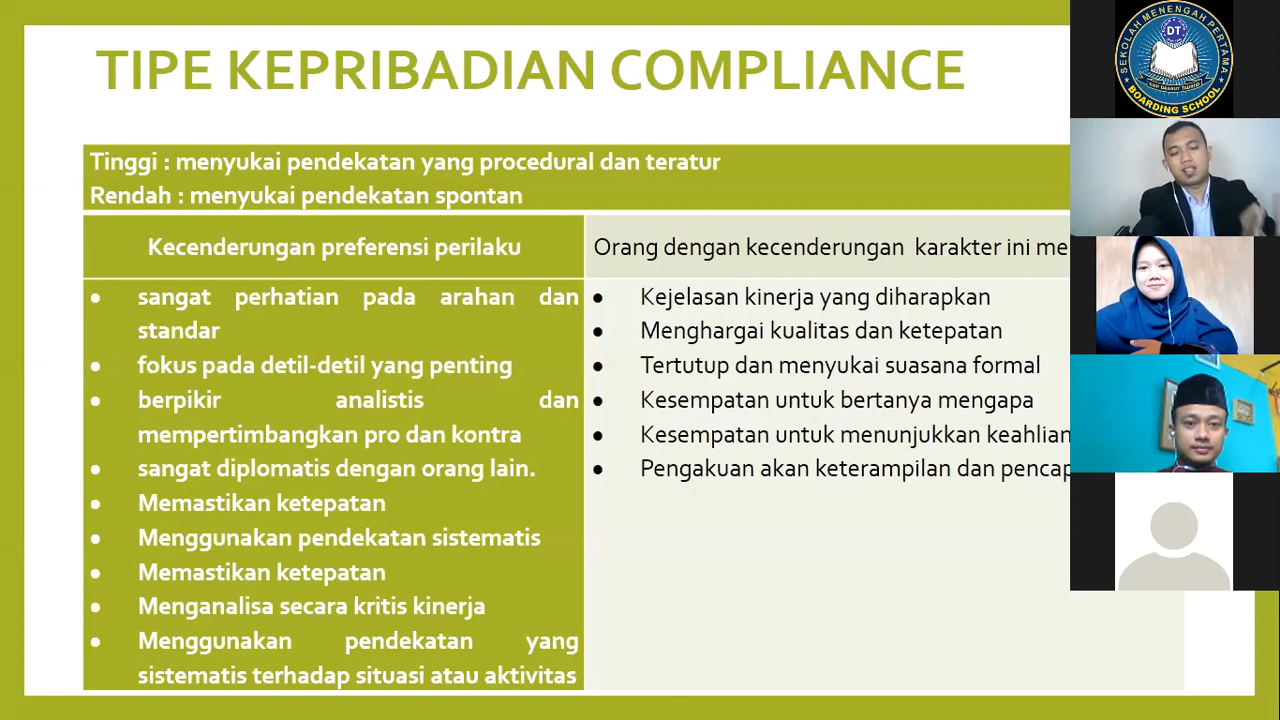 TIPE KEPRIBADIAN COMPLIANCE
Tinggi : menyukai pendekatan yang procedural dan teratur
Rendah : menyukai pendekatan spontan
Kecenderungan preferensi perilaku
• sangat perhatian pada arahan dan
standar
• fokus pada detil-detil yang penting
• berpikir analistis dan
mempertimbangkan pro dan kontra
• sangat diplomatis dengan orang lain.
• Memastikan ketepatan
• Menggunakan pendekatan sistematis
• Memastikan ketepatan
• Menganalisa secara kritis kinerja
• Menggunakan pendekatan yang
sistematis terhadap situasi atau aktivitas
Orang dengan kecenderungan karakter ini me
• Kejelasan kinerja yang diharapkan
• Menghargai kualitas dan ketepatan
• Tertutup dan menyukai suasana formal
• Kesempatan untuk bertanya mengapa
• Kesempatan untuk menunjukkan keahlian
• Pengakuan akan keterampilan dan pencap
SEKOLAH MENENGAH PERTAMA
DT
BOARDING SCHOOL